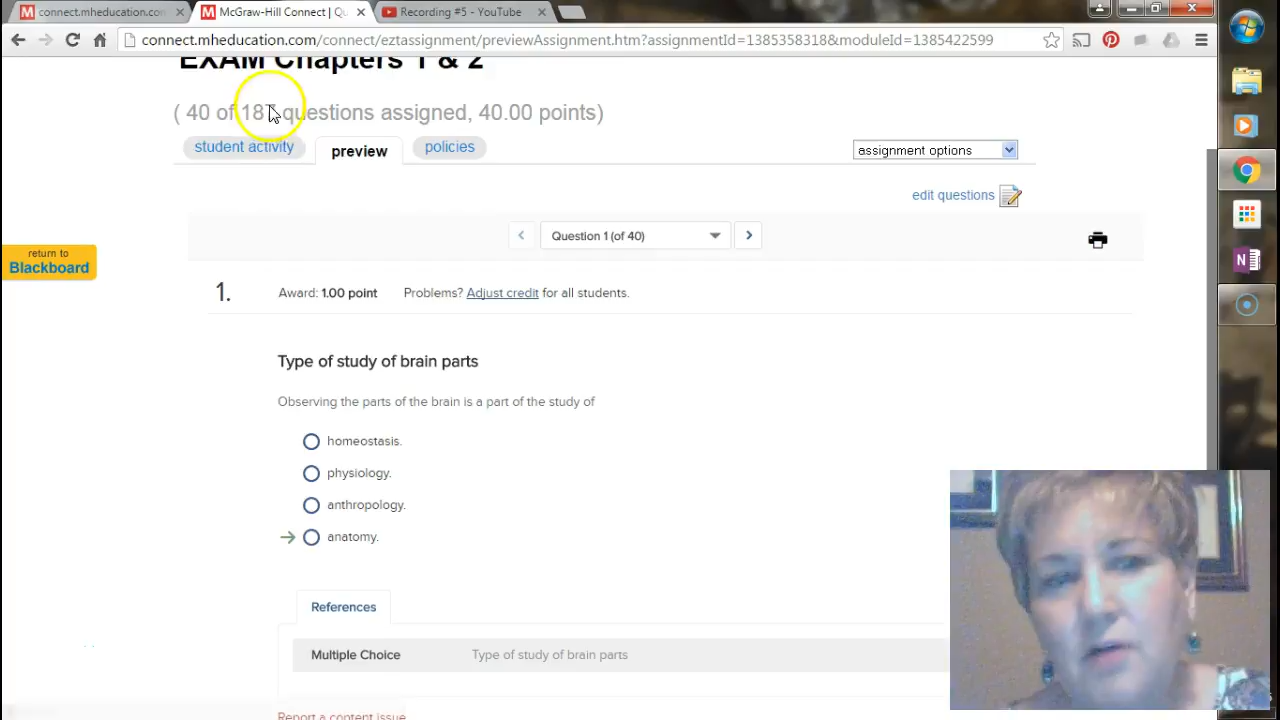 connect.mheducation.com
McGraw-Hill Connect | Qu
Recording #5 - YouTube
connect.mheducation.com/connect/eztassignment/previewAssignment.htm?assignmentId=1385358318&moduleId=1385422599
EXAM Chapters 1 & 2
( 40 of questions assigned, 40.00 points)
student activity
preview
policies
assignment options
edit questions
return to
Blackboard
Question 1 (of 40)
1.
Award: 1.00 point
Problems? Adjust credit for all students.
Type of study of brain parts
Observing the parts of the brain is a part of the study of
homeostasis.
physiology.
anthropology.
anatomy.
References
Multiple Choice
Type of study of brain parts
Report a content issue